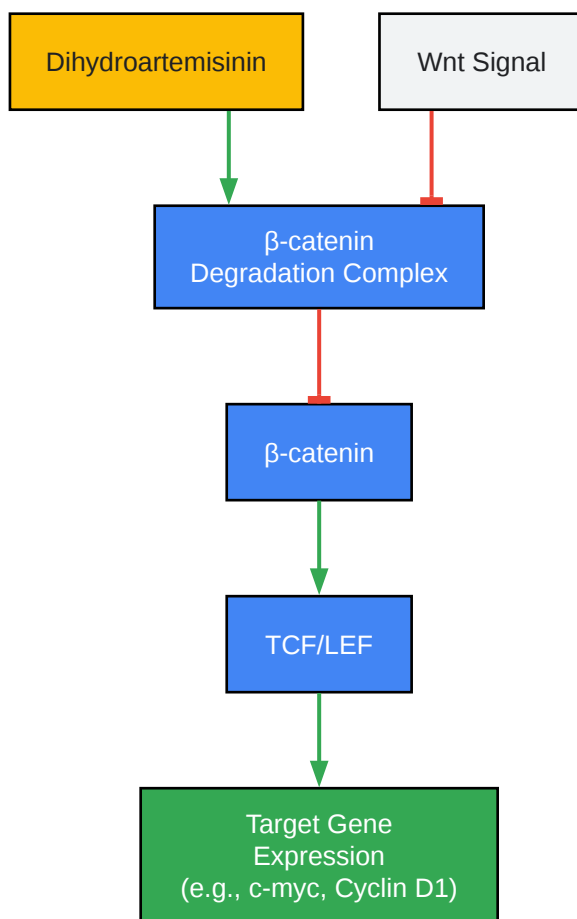 Dihydroartemisinin
Wnt Signal
β-catenin
Degradation Complex
β-catenin
TCF/LEF
Target Gene
Expression
(e.g., c-myc, Cyclin D1)